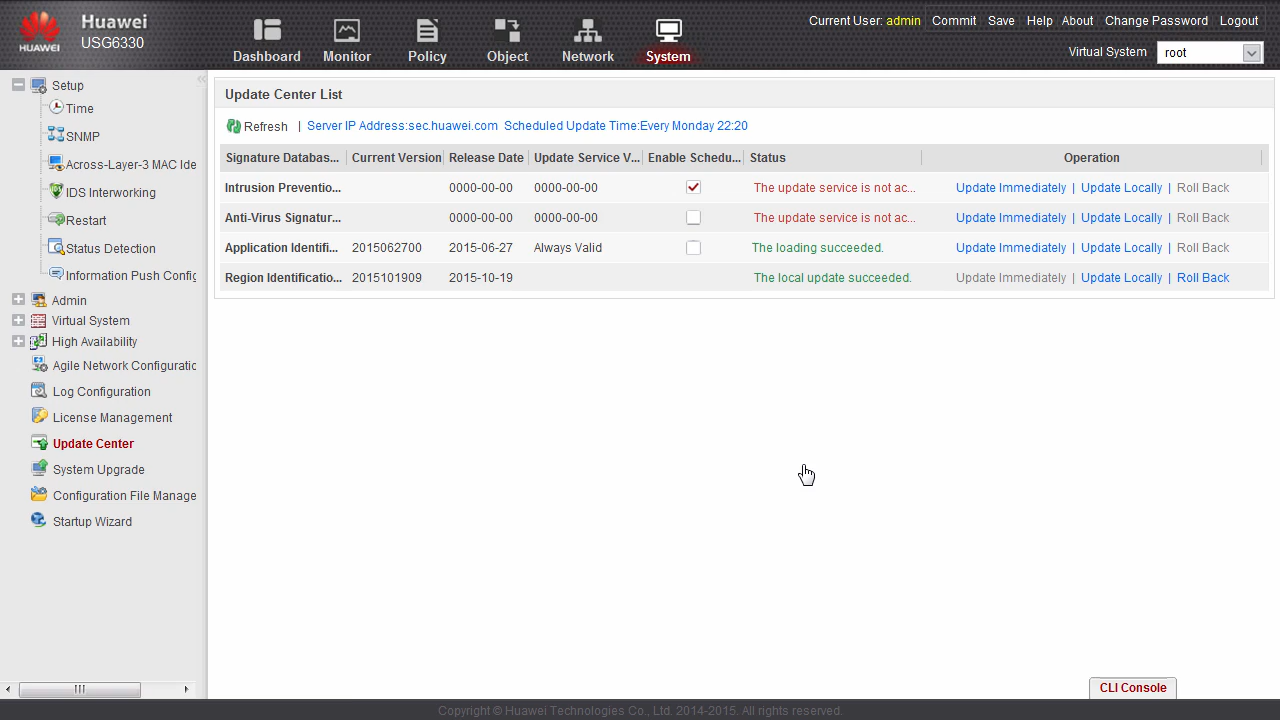 Huawei
USG6330
HUAWEI
Dashboard
Monitor
Policy
Object
Network
System
Current User: admin
Commit
Save
Help
About
Change Password
Logout
Virtual System
root
Setup
Time
SNMP
Across-Layer-3 MAC Ide
IDS Interworking
Restart
Status Detection
Information Push Config
Admin
Virtual System
High Availability
Agile Network Configuratic
Log Configuration
License Management
Update Center
System Upgrade
Configuration File Manage
Startup Wizard
Update Center List
Refresh | Server IP Address:sec.huawei.com Scheduled Update Time:Every Monday 22:20
Signature Databas... Current Version Release Date Update Service V... Enable Schedu... Status Operation
Intrusion Preventio... 0000-00-00 0000-00-00 The update service is not ac... Update Immediately | Update Locally | Roll Back
Anti-Virus Signatur... 0000-00-00 0000-00-00 The update service is not ac... Update Immediately | Update Locally | Roll Back
Application Identifi... 2015062700 2015-06-27 Always Valid The loading succeeded. Update Immediately | Update Locally | Roll Back
Region Identificatio... 2015101909 2015-10-19 The local update succeeded. Update Immediately | Update Locally | Roll Back
CLI Console
Copyright © Huawei Technologies Co., Ltd. 2014-2015. All rights reserved.